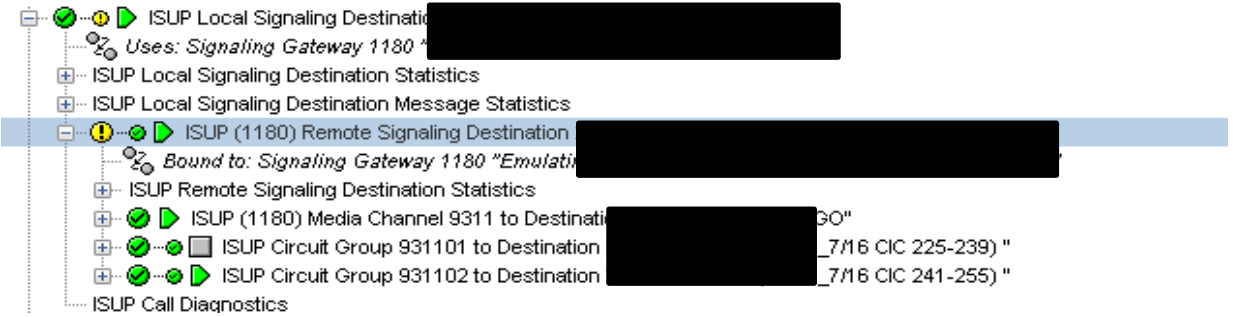 ISUP Local Signaling
Uses: Signaling Gateway 1180 "
ISUP Local Signaling Destination Statistics
ISUP Local Signaling Destination Message Statistics
ISUP (1180) Remote Signaling Destination
Bound to: Signaling Gateway 1180 "
ISUP Remote Signaling Destination Statistics
ISUP (1180) Media Channel 9311 to GO"
ISUP Circuit Group 931101 to Destination _7/16 CIC 225-239) "
ISUP Circuit Group 931102 to Destination _7/16 CIC 241-255) "
ISUP Call Diagnostics